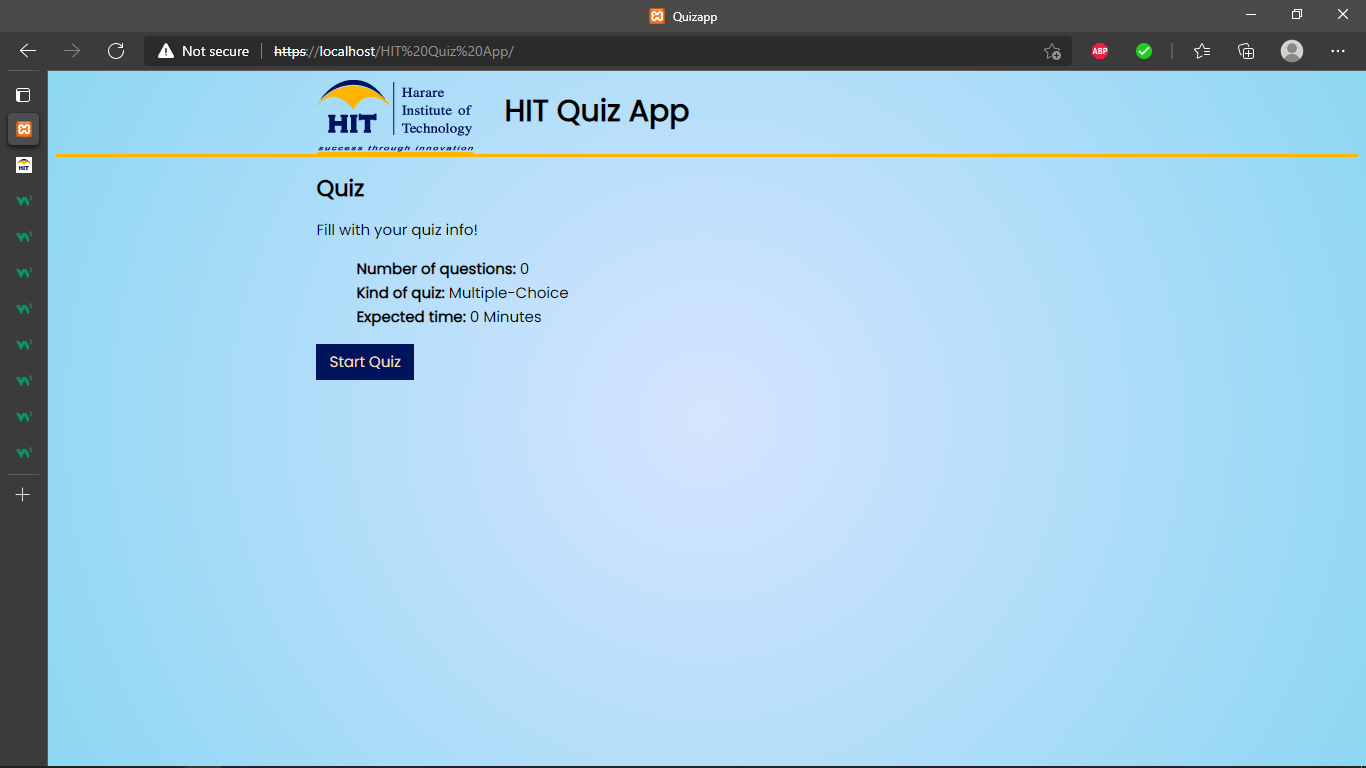 Quizapp
Not secure
https://localhost/HIT%20Quiz%20App/
ABP
HIT
Harare
Institute of
Technology
success through innovation
HIT Quiz App
HIT
Quiz
Fill with your quiz info!
Number of questions: 0
Kind of quiz: Multiple-Choice
Expected time: 0 Minutes
Start Quiz